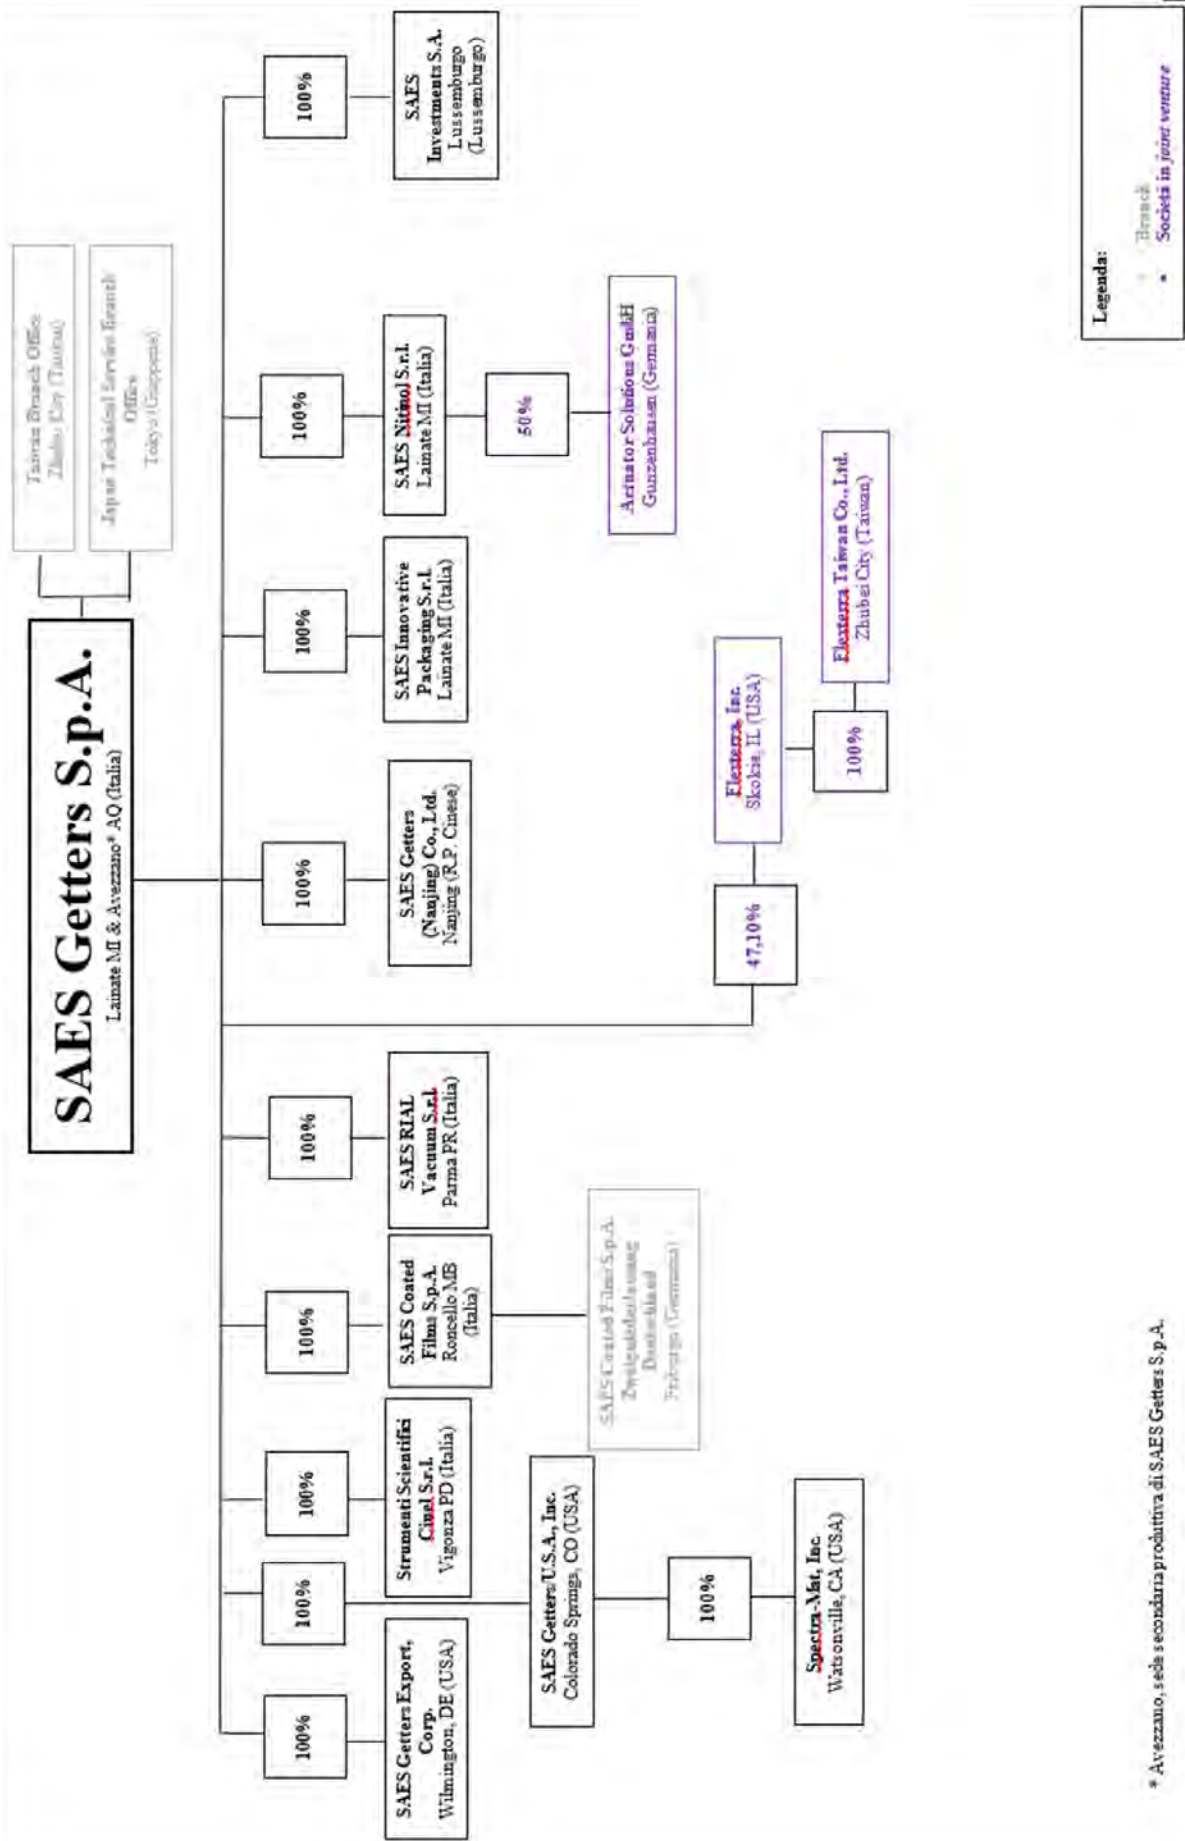 SAES Getters S.p.A.
Lainate MI & Avezzano* AQ (Italia)
Taiwan Branch Office
Zhubei City (Taiwan)
Japan Technical Service Branch
Office
Tokyo (Giappone)
100%
SAES Getters Export,
Corp.
Wilmington, DE (USA)
100%
SAES Getters/U.S.A., Inc.
Colorado Springs, CO (USA)
100%
Spectra-Mat, Inc.
Watsonville, CA (USA)
100%
Strumenti Scientifici
Cinel S.r.l.
Vigonza PD (Italia)
100%
SAES Coated
Films S.p.A.
Roncello MB
(Italia)
SAES Coated Films S.p.A.
Zweigniederlassung
Deutschland
Friburgo (Germania)
100%
SAES RIAL
Vacuum S.r.l.
Parma PR (Italia)
47,10%
Flexterra, Inc.
Skokie, IL (USA)
100%
Flexterra Taiwan Co., Ltd.
Zhubei City (Taiwan)
100%
SAES Getters
(Nanjing) Co., Ltd.
Nanjing (R.P. Cinese)
100%
SAES Innovative
Packaging S.r.l.
Lainate MI (Italia)
100%
SAES Nitinol S.r.l.
Lainate MI (Italia)
50%
Actuator Solutions GmbH
Gunzenhausen (Germania)
100%
SAES
Investments S.A.
Lussemburgo
(Lussemburgo)
Legenda:
Branch
• Società in joint venture
* Avezzano, sede secondaria produttiva di SAES Getters S.p.A.